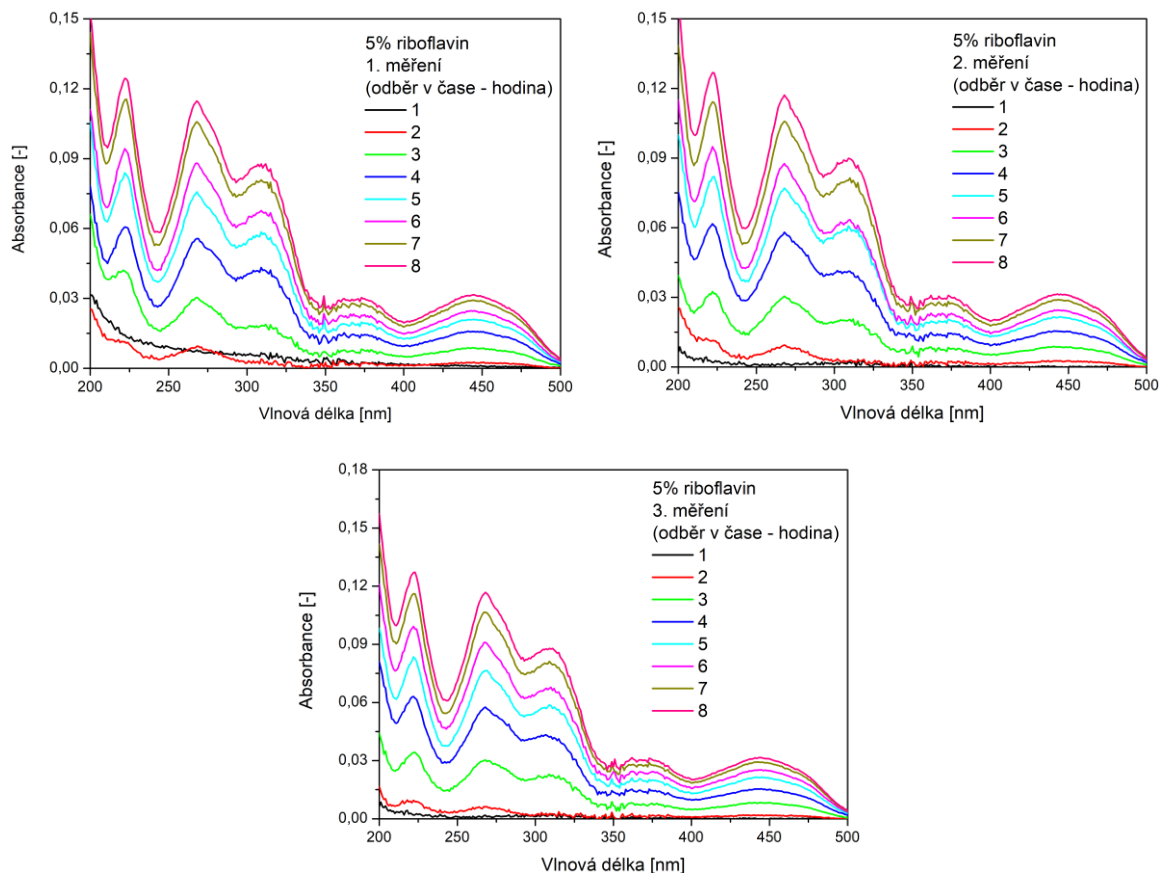 0,15
0,12
0,09
0,06
0,03
0,00
Absorbance [-]
5% riboflavin
1. měření
(odběr v čase - hodina)
1
2
3
4
5
6
7
8
200 250 300 350 400 450 500
Vlnová délka [nm]
0,15
0,12
0,09
0,06
0,03
0,00
Absorbance [-]
5% riboflavin
2. měření
(odběr v čase - hodina)
1
2
3
4
5
6
7
8
200 250 300 350 400 450 500
Vlnová délka [nm]
0,18
0,15
0,12
0,09
0,06
0,03
0,00
Absorbance [-]
5% riboflavin
3. měření
(odběr v čase - hodina)
1
2
3
4
5
6
7
8
200 250 300 350 400 450 500
Vlnová délka [nm]